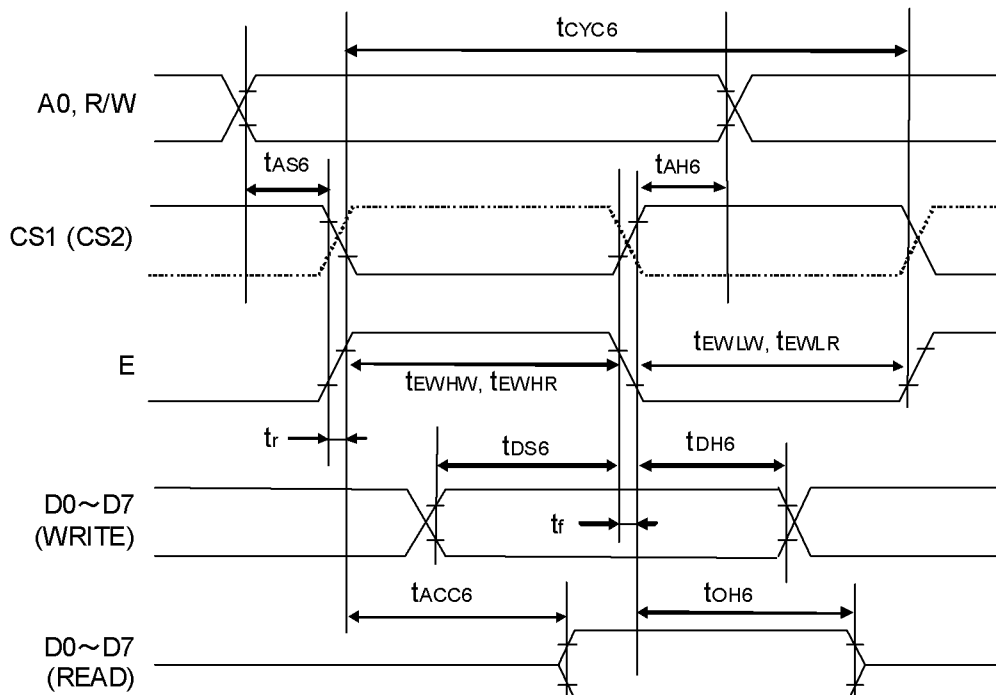 tCYC6
A0, R/W
tAS6
tAH6
CS1 (CS2)
E
tEWHW, tEWHR
tEWLW, tEWLR
tr
tDS6
tDH6
D0～D7
(WRITE)
tf
tACC6
tOH6
D0～D7
(READ)